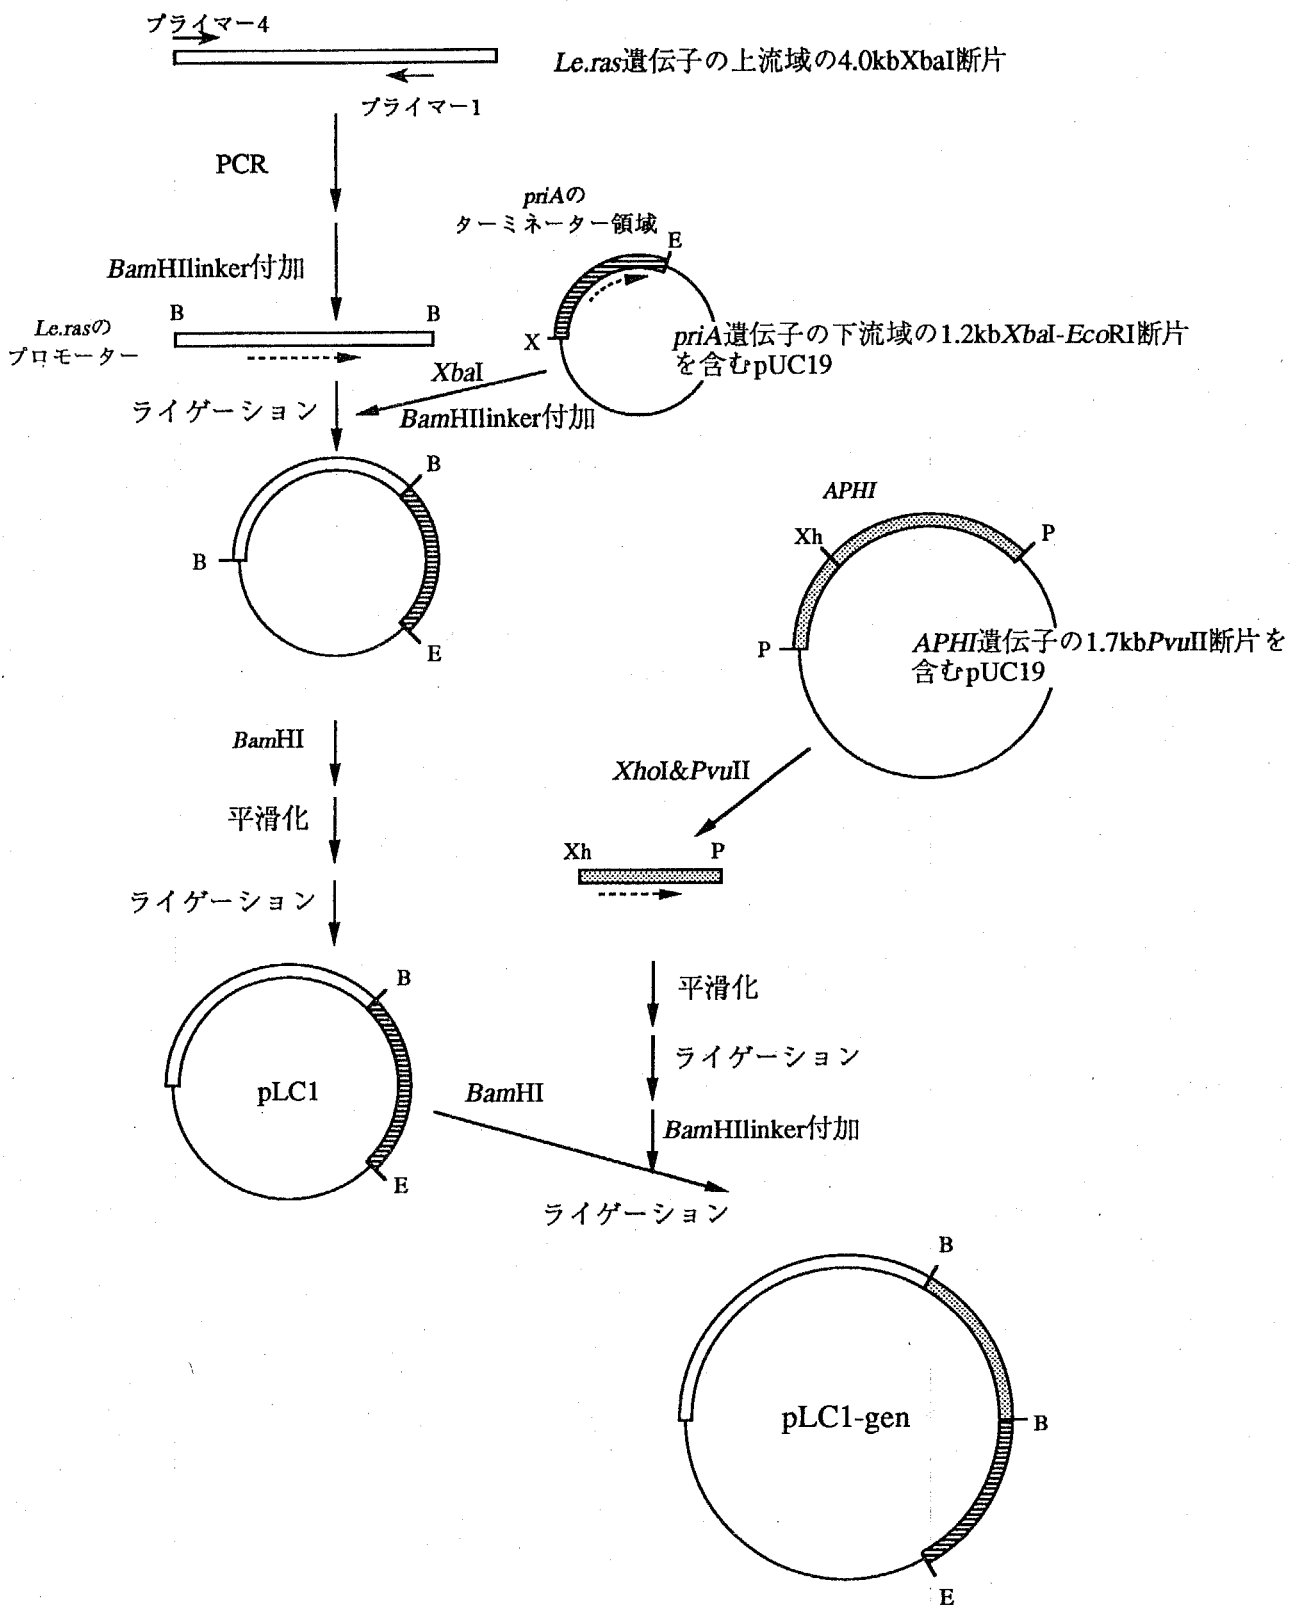 プライマー4
Le.ras遺伝子の上流域の4.0kbXbaI断片
プライマー1
PCR
priAの
ターミネーター領域
E
BamHIlinker付加
B
B
Le.rasの
プロモーター
X
priA遺伝子の下流域の1.2kbXbaI-EcoRI断片
を含むpUC19
XbaI
ライゲーション
BamHIlinker付加
B
B
E
APHI
Xh
P
P
APHI遺伝子の1.7kbPvuII断片を
含むpUC19
BamHI
XhoI&PvuII
平滑化
Xh
P
ライゲーション
B
pLC1
E
平滑化
ライゲーション
BamHI
BamHIlinker付加
ライゲーション
B
pLC1-gen
B
E